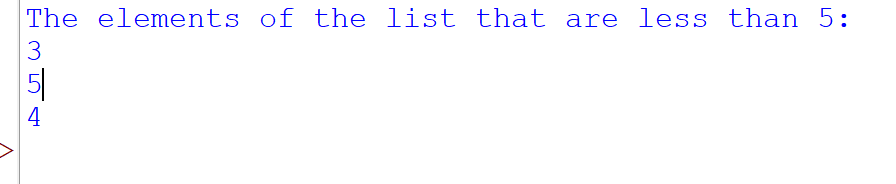 The elements of the list that are less than 5:
3
5
4
>